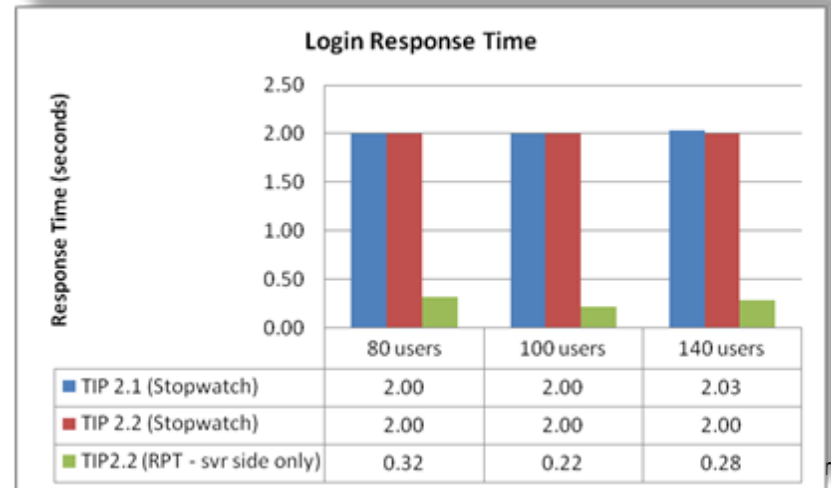 Login Response Time
Response Time (seconds)
2.50
2.00
1.50
1.00
0.50
0.00
80 users 100 users 140 users
TIP 2.1 (Stopwatch) 2.00 2.00 2.03
TIP 2.2 (Stopwatch) 2.00 2.00 2.00
TIP2.2 (RPT - svr side only) 0.32 0.22 0.28